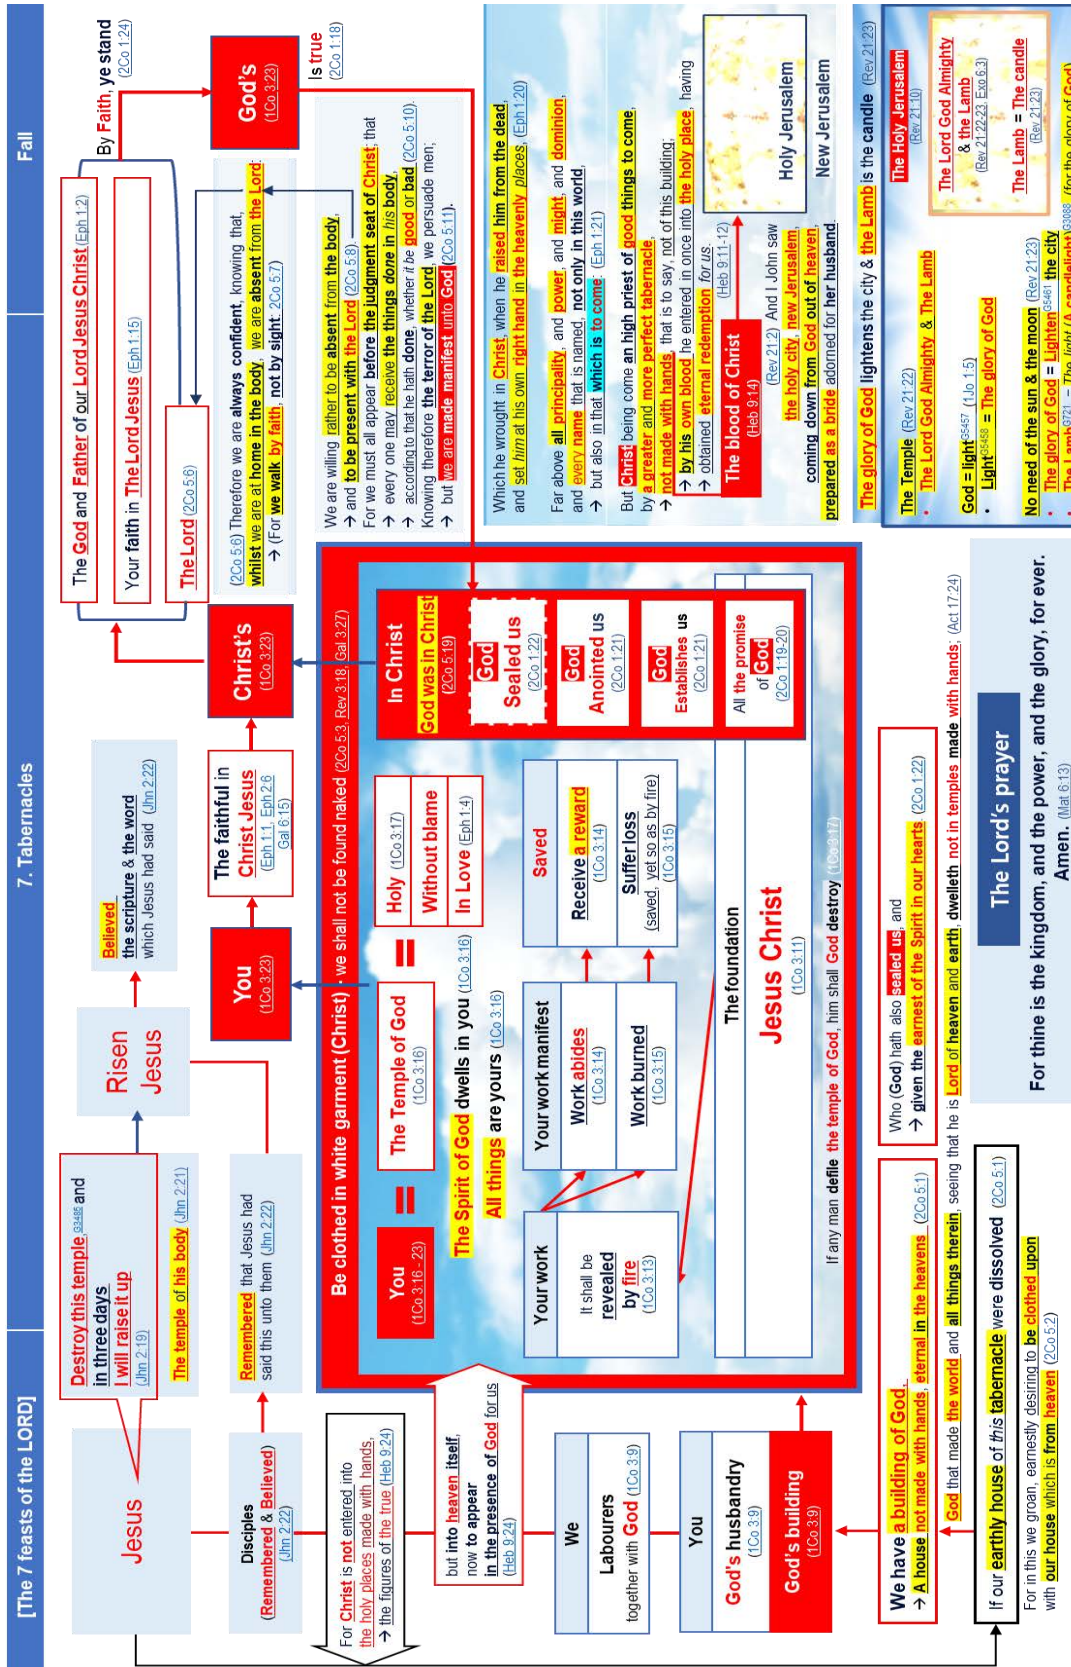 [The 7 feasts of the LORD]
7. Tabernacles
Fall
Jesus
Destroy this temple,G3485 and
in three days
I will raise it up
(Jhn 2:19)
The temple of his body (Jhn 2:21)
Risen
Jesus
Disciples
(Remembered & Believed)
(Jhn 2:22)
Remembered that Jesus had
said this unto them (Jhn 2:22)
Believed
the scripture & the word
which Jesus had said (Jhn 2:22)
You
(1Co 3:23)
The faithful in
Christ Jesus
(Eph 1:1, Eph 2:6
Gal 6:15)
Christ's
(1Co 3:23)
The God and Father of our Lord Jesus Christ (Eph 1:2)
Your faith in The Lord Jesus (Eph 1:15)
The Lord (2Co 5:6)
By Faith, ye stand
(2Co 1:24)
God's
(1Co 3:23)
Is true
(2Co 1:18)
(2Co 5:6) Therefore we are always confident, knowing that,
whilst we are at home in the body, we are absent from the Lord:
→ (For we walk by faith, not by sight: 2Co 5:7)
We are willing rather to be absent from the body,
→ and to be present with the Lord (2Co 5:8).
For we must all appear before the judgment seat of Christ; that
→ every one may receive the things done in his body,
→ according to that he hath done, whether it be good or bad (2Co 5:10).
Knowing therefore the terror of the Lord, we persuade men;
→ but we are made manifest unto God (2Co 5:11).
For Christ is not entered into
the holy places made with hands,
→ the figures of the true (Heb 9:24)
but into heaven itself,
now to appear
in the presence of God for us
(Heb 9:24)
We
Labourers
together with God (1Co 3:9)
You
God's husbandry
(1Co 3:9)
God's building
(1Co 3:9)
Be clothed in white garment (Christ), we shall not be found naked (2Co 5:3, Rev 3:18, Gal 3:27)
You
(1Co 3:16 - 23)
=
The Temple of God
(1Co 3:16)
=
Holy (1Co 3:17)
Without blame
In Love (Eph 1:4)
The Spirit of God dwells in you (1Co 3:16)
All things are yours (1Co 3:16)
Your work
It shall be
revealed
by fire
(1Co 3:13)
Your work manifest
Work abides
(1Co 3:14)
Work burned
(1Co 3:15)
Saved
Receive a reward
(1Co 3:14)
Suffer loss
(saved, yet so as by fire)
(1Co 3:15)
The foundation
Jesus Christ
(1Co 3:11)
If any man defile the temple of God, him shall God destroy (1Co 3:17)
In Christ
God was in Christ
(2Co 5:19)
God
Sealed us
(2Co 1:22)
God
Anointed us
(2Co 1:21)
God
Establishes us
(2Co 1:21)
All the promise
of God
(2Co 1:19-20)
Which he wrought in Christ, when he raised him from the dead,
and set him at his own right hand in the heavenly places, (Eph 1:20)
Far above all principality, and power, and might, and dominion,
and every name that is named, not only in this world,
→ but also in that which is to come: (Eph 1:21)
But Christ being come an high priest of good things to come,
by a greater and more perfect tabernacle,
→ not made with hands, that is to say, not of this building;
→ by his own blood he entered in once into the holy place, having
→ obtained eternal redemption for us.
(Heb 9:11-12)
The blood of Christ
(Heb 9:14)
Holy Jerusalem
New Jerusalem
(Rev 21:2) And I John saw
the holy city, new Jerusalem,
coming down from God out of heaven,
prepared as a bride adorned for her husband.
We have a building of God,
→ A house not made with hands, eternal in the heavens (2Co 5:1)
Who (God) hath also sealed us, and
→ given the earnest of the Spirit in our hearts. (2Co 1:22)
God that made the world and all things therein, seeing that he is Lord of heaven and earth, dwelleth not in temples made with hands; (Act 17:24)
If our earthly house of this tabernacle were dissolved (2Co 5:1)
For in this we groan, earnestly desiring to be clothed upon
with our house which is from heaven (2Co 5:2)
The Lord's prayer
For thine is the kingdom, and the power, and the glory, for ever.
Amen. (Mat 6:13)
The glory of God lightens the city & the Lamb is the candle (Rev 21:23)
The Temple (Rev 21:22)
• The Lord God Almighty & The Lamb
God = light G5457 (1Jo 1:5)
• Light G5458 = The glory of God
No need of the sun & the moon (Rev 21:23)
• The glory of God = Lighten G5461 the city
• The Lamb G721 = The light (A candlelight) G3088 (for the glory of God)
The Holy Jerusalem
(Rev 21:10)
The Lord God Almighty
& the Lamb
(Rev 21:22-23, Exo 6:3)
The Lamb = The candle
(Rev 21:23)